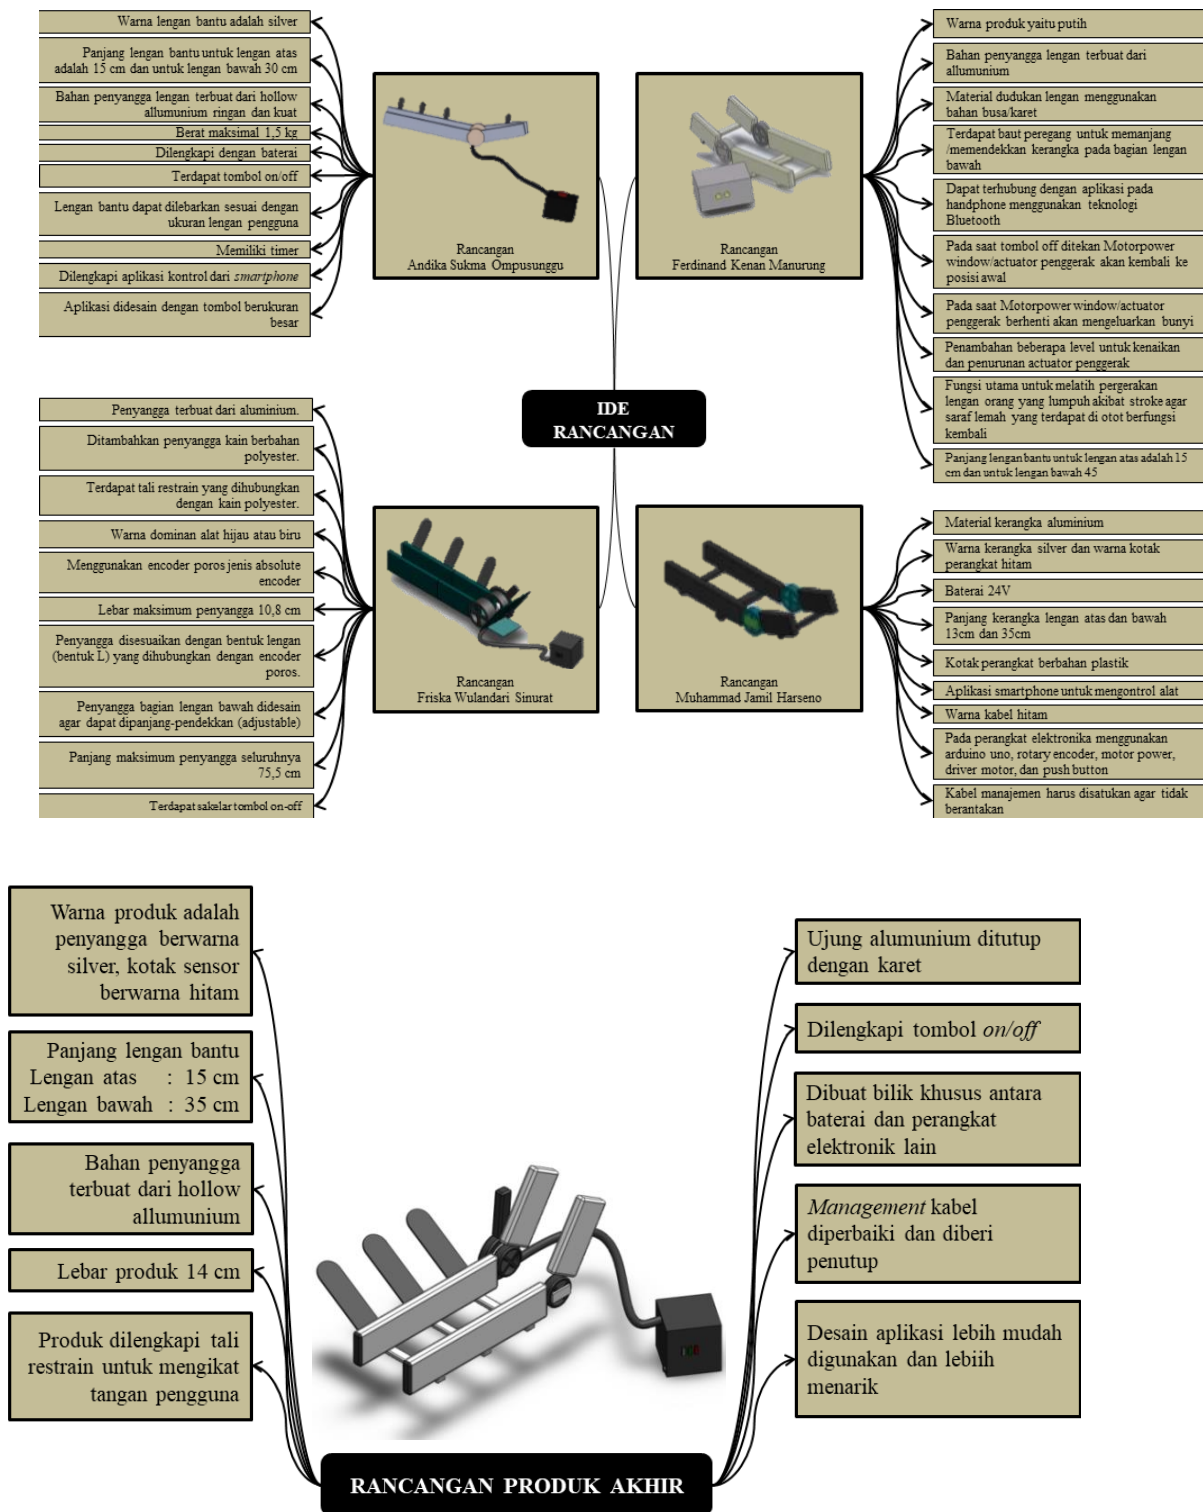 Warna lengan bantu adalah silver
Panjang lengan bantu untuk lengan atas
adalah 15 cm dan untuk lengan bawah 30 cm
Bahan penyangga lengan terbuat dari hollow
allumunium ringan dan kuat
Berat maksimal 1,5 kg
Dilengkapi dengan baterai
Terdapat tombol on/off
Lengan bantu dapat dilebarkan sesuai dengan
ukuran lengan pengguna
Memiliki timer
Dilengkapi aplikasi kontrol dari smartphone
Aplikasi didesain dengan tombol berukuran
besar
Rancangan
Andika Sukma Ompusunggu
Rancangan
Ferdinand Kenan Manurung
Warna produk yaitu putih
Bahan penyangga lengan terbuat dari
allumunium
Material dudukan lengan menggunakan
bahan busa/karet
Terdapat baut peregang untuk memanjang
/memendekkan kerangka pada bagian lengan
bawah
Dapat terhubung dengan aplikasi pada
handphone menggunakan teknologi
Bluetooth
Pada saat tombol off ditekan Motorpower
window/actuator penggerak akan kembali ke
posisi awal
Pada saat Motorpower window/actuator
penggerak berhenti akan mengeluarkan bunyi
Penambahan beberapa level untuk kenaikan
dan penurunan actuator penggerak
Fungsi utama untuk melatih pergerakan
lengan orang yang lumpuh akibat stroke agar
saraf lemah yang terdapat di otot berfungsi
kembali
Panjang lengan bantu untuk lengan atas adalah 15
cm dan untuk lengan bawah 45
IDE
RANCANGAN
Penyangga terbuat dari aluminium.
Ditambahkan penyangga kain berbahan
polyester.
Terdapat tali restrain yang dihubungkan
dengan kain polyester.
Warna dominan alat hijau atau biru
Menggunakan encoder poros jenis absolute
encoder
Lebar maksimum penyangga 10,8 cm
Penyangga disesuaikan dengan bentuk lengan
(bentuk L) yang dihubungkan dengan encoder
poros.
Penyangga bagian lengan bawah didesain
agar dapat dipanjang-pendekkan (adjustable)
Panjang maksimum penyangga seluruhnya
75,5 cm
Terdapat sakelar tombol on-off
Rancangan
Friska Wulandari Sinurat
Rancangan
Muhammad Jamil Harseno
Material kerangka aluminium
Warna kerangka silver dan warna kotak
perangkat hitam
Baterai 24V
Panjang kerangka lengan atas dan bawah
13cm dan 35cm
Kotak perangkat berbahan plastik
Aplikasi smartphone untuk mengontrol alat
Warna kabel hitam
Pada perangkat elektronika menggunakan
arduino uno, rotary encoder, motor power,
driver motor, dan push button
Kabel manajemen harus disatukan agar tidak
berantakan
Warna produk adalah
penyangga berwarna
silver, kotak sensor
berwarna hitam
Panjang lengan bantu
Lengan atas : 15 cm
Lengan bawah : 35 cm
Bahan penyangga
terbuat dari hollow
allumunium
Lebar produk 14 cm
Produk dilengkapi tali
restrain untuk mengikat
tangan pengguna
Ujung alumunium ditutup
dengan karet
Dilengkapi tombol on/off
Dibuat bilik khusus antara
baterai dan perangkat
elektronik lain
Management kabel
diperbaiki dan diberi
penutup
Desain aplikasi lebih mudah
digunakan dan lebiih
menarik
RANCANGAN PRODUK AKHIR